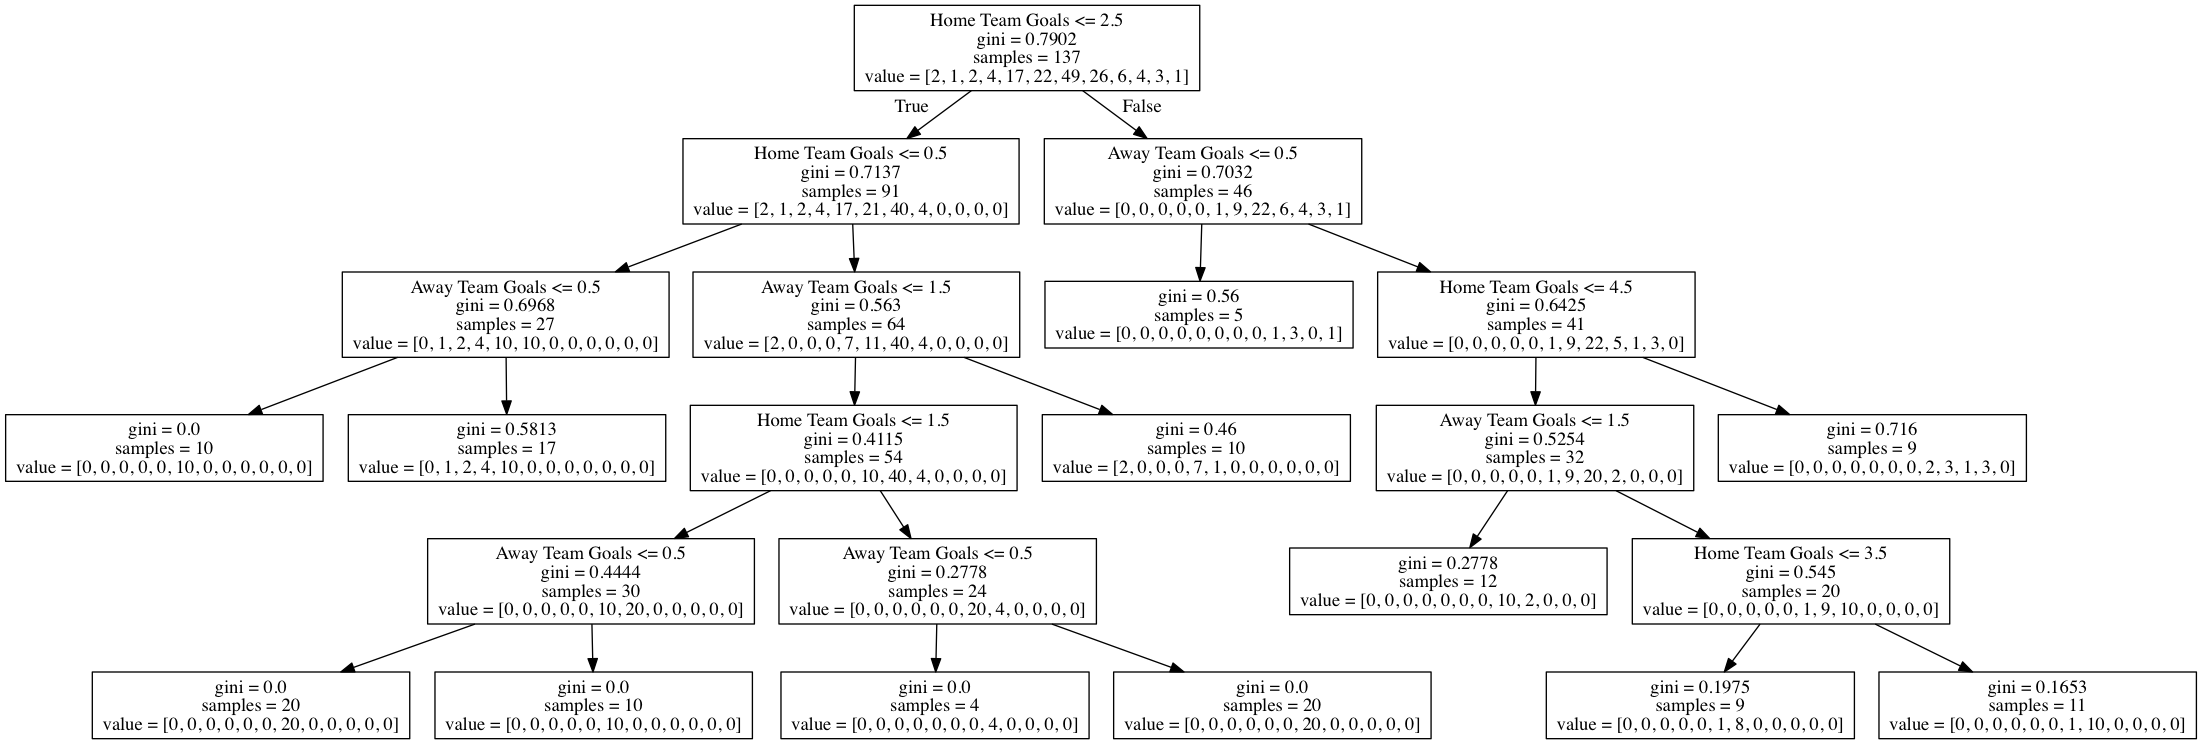 Home Team Goals <= 2.5
gini = 0.7902
samples = 137
value = [2, 1, 2, 4, 17, 22, 49, 26, 6, 4, 3, 1]
True
False
Home Team Goals <= 0.5
gini = 0.7137
samples = 91
value = [2, 1, 2, 4, 17, 21, 40, 4, 0, 0, 0, 0]
Away Team Goals <= 0.5
gini = 0.7032
samples = 46
value = [0, 0, 0, 0, 0, 1, 9, 22, 6, 4, 3, 1]
Away Team Goals <= 0.5
gini = 0.6968
samples = 27
value = [0, 1, 2, 4, 10, 10, 0, 0, 0, 0, 0, 0]
Away Team Goals <= 1.5
gini = 0.563
samples = 64
value = [2, 0, 0, 0, 7, 11, 40, 4, 0, 0, 0, 0]
gini = 0.56
samples = 5
value = [0, 0, 0, 0, 0, 0, 0, 0, 1, 3, 0, 1]
Home Team Goals <= 4.5
gini = 0.6425
samples = 41
value = [0, 0, 0, 0, 0, 1, 9, 22, 5, 1, 3, 0]
gini = 0.0
samples = 10
value = [0, 0, 0, 0, 0, 10, 0, 0, 0, 0, 0, 0]
gini = 0.5813
samples = 17
value = [0, 1, 2, 4, 10, 0, 0, 0, 0, 0, 0, 0]
Home Team Goals <= 1.5
gini = 0.4115
samples = 54
value = [0, 0, 0, 0, 0, 10, 40, 4, 0, 0, 0, 0]
gini = 0.46
samples = 10
value = [2, 0, 0, 0, 7, 1, 0, 0, 0, 0, 0, 0]
Away Team Goals <= 1.5
gini = 0.5254
samples = 32
value = [0, 0, 0, 0, 0, 1, 9, 20, 2, 0, 0, 0]
gini = 0.716
samples = 9
value = [0, 0, 0, 0, 0, 0, 0, 2, 3, 1, 3, 0]
Away Team Goals <= 0.5
gini = 0.4444
samples = 30
value = [0, 0, 0, 0, 0, 10, 20, 0, 0, 0, 0, 0]
Away Team Goals <= 0.5
gini = 0.2778
samples = 24
value = [0, 0, 0, 0, 0, 0, 20, 4, 0, 0, 0, 0]
gini = 0.2778
samples = 12
value = [0, 0, 0, 0, 0, 0, 0, 10, 2, 0, 0, 0]
Home Team Goals <= 3.5
gini = 0.545
samples = 20
value = [0, 0, 0, 0, 0, 1, 9, 10, 0, 0, 0, 0]
gini = 0.0
samples = 20
value = [0, 0, 0, 0, 0, 0, 20, 0, 0, 0, 0, 0]
gini = 0.0
samples = 10
value = [0, 0, 0, 0, 0, 10, 0, 0, 0, 0, 0, 0]
gini = 0.0
samples = 4
value = [0, 0, 0, 0, 0, 0, 0, 4, 0, 0, 0, 0]
gini = 0.0
samples = 20
value = [0, 0, 0, 0, 0, 0, 20, 0, 0, 0, 0, 0]
gini = 0.1975
samples = 9
value = [0, 0, 0, 0, 0, 1, 8, 0, 0, 0, 0, 0]
gini = 0.1653
samples = 11
value = [0, 0, 0, 0, 0, 0, 1, 10, 0, 0, 0, 0]